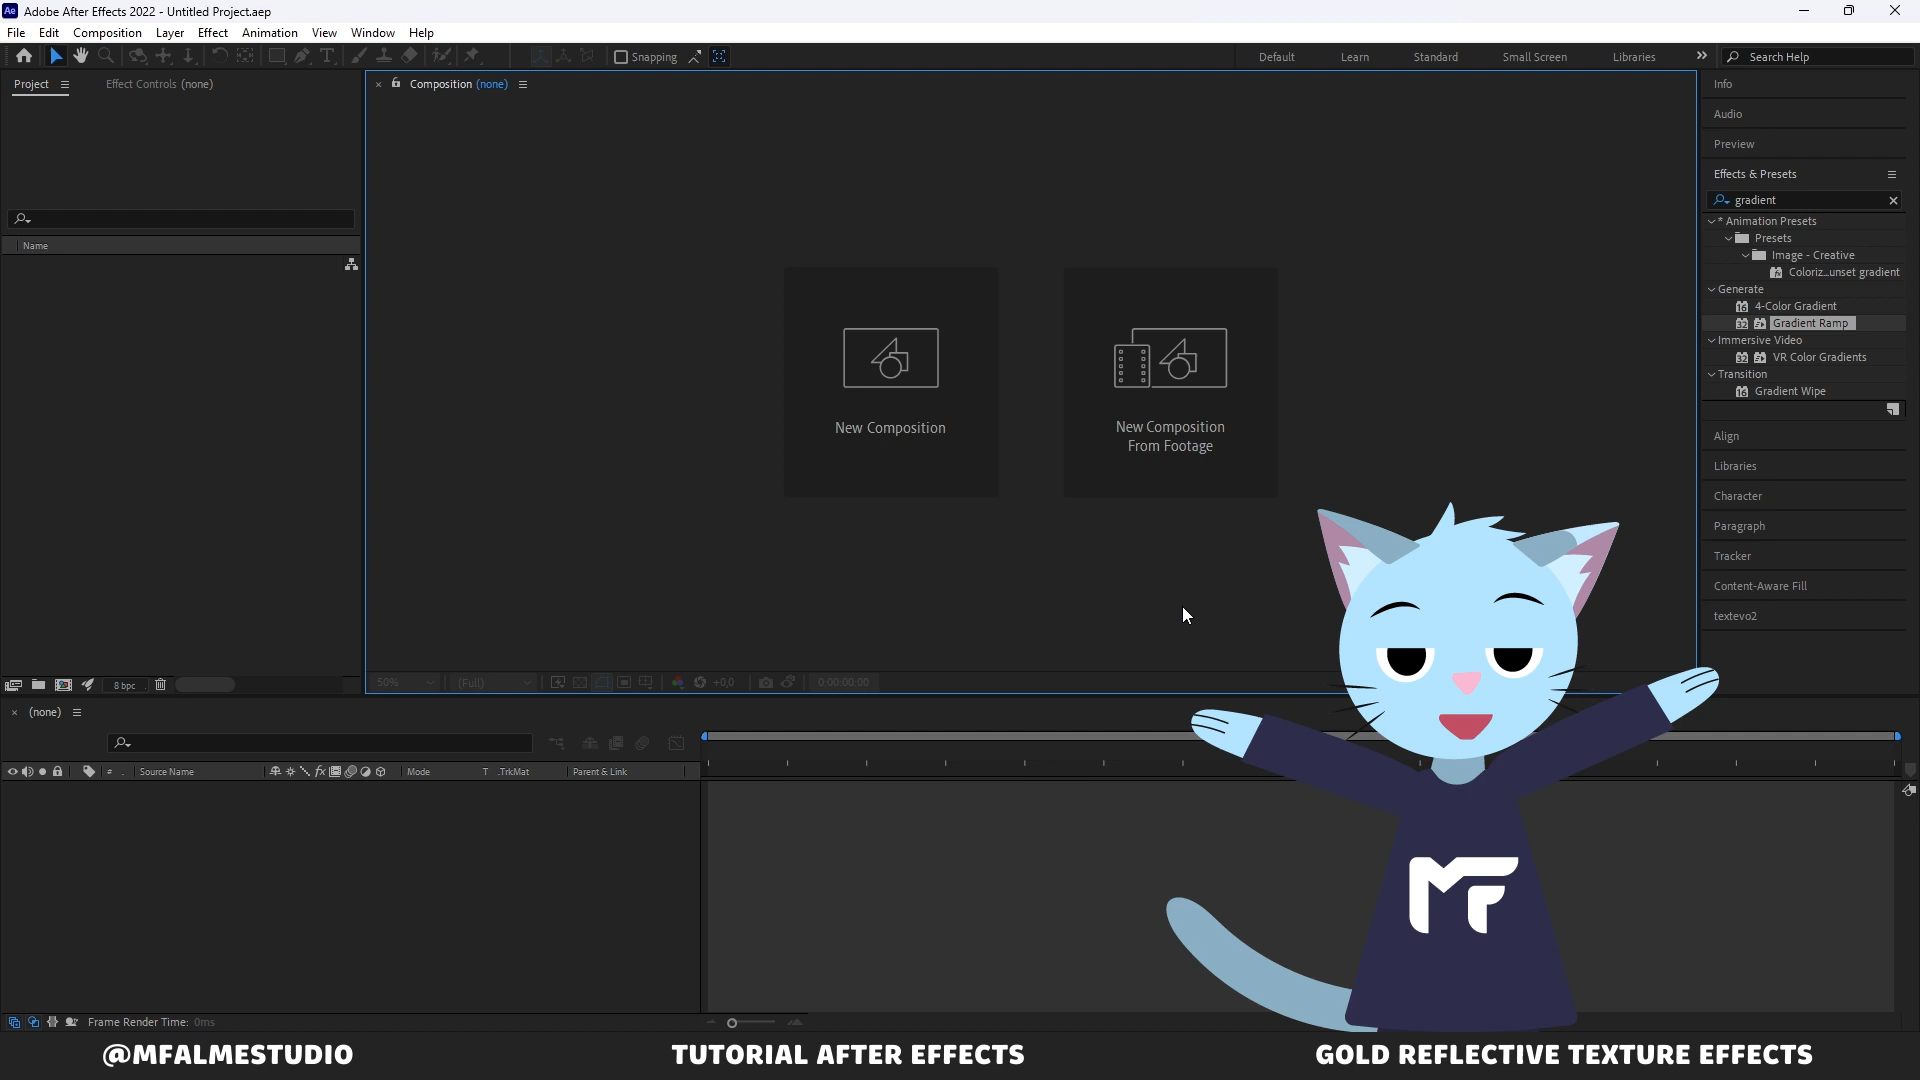 Adobe After Effects 2022 - Untitled Project.aep
File Edit Composition Layer Effect Animation View Window Help
Snapping
Default Learn Standard Small Screen Libraries
Search Help
Project
Effect Controls (none)
Name
8 bpc
Composition (none)
New Composition
New Composition
From Footage
50%
(Full)
+0,0
0:00:00:00
Info
Audio
Preview
Effects & Presets
gradient
* Animation Presets
Presets
Image - Creative
Coloriz...unset gradient
Generate
4-Color Gradient
Gradient Ramp
Immersive Video
VR Color Gradients
Transition
Gradient Wipe
Align
Libraries
Character
Paragraph
Tracker
Content-Aware Fill
textevo2
(none)
# . Source Name Mode T .TrkMat Parent & Link
Frame Render Time: 0ms
MF
@MFALMESTUDIO
TUTORIAL AFTER EFFECTS
GOLD REFLECTIVE TEXTURE EFFECTS